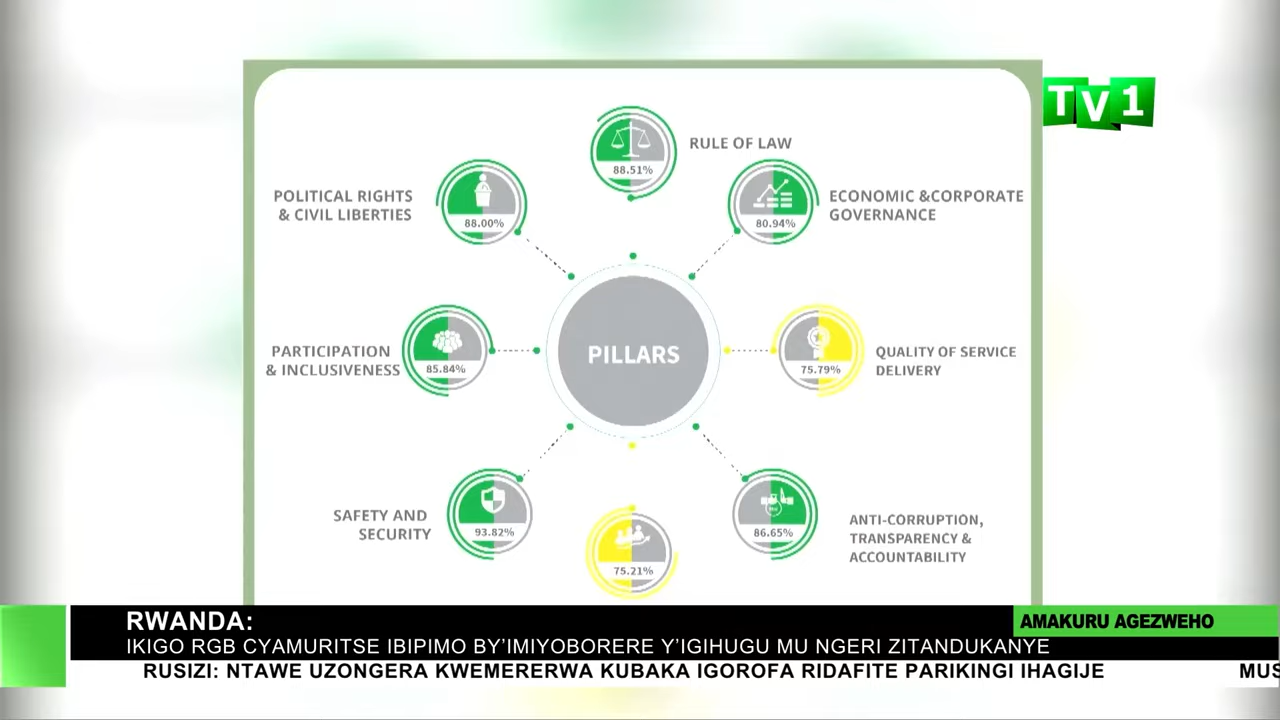 TV1
RULE OF LAW
88.51%
POLITICAL RIGHTS
& CIVIL LIBERTIES
88.00%
ECONOMIC &CORPORATE
GOVERNANCE
80.94%
PARTICIPATION
& INCLUSIVENESS
85.84%
PILLARS
QUALITY OF SERVICE
DELIVERY
75.79%
SAFETY AND
SECURITY
93.82%
75.21%
86.65%
ANTI-CORRUPTION,
TRANSPARENCY &
ACCOUNTABILITY
RWANDA:
AMAKURU AGEZWEHO
IKIGO RGB CYAMURITSE IBIPIMO BY'IMIYOBORERE Y'IGIHUGU MU NGERI ZITANDUKANYE
RUSIZI: NTAWE UZONGERA KWEMERERWA KUBAKA IGOROFA RIDAFITE PARIKINGI IHAGIJE